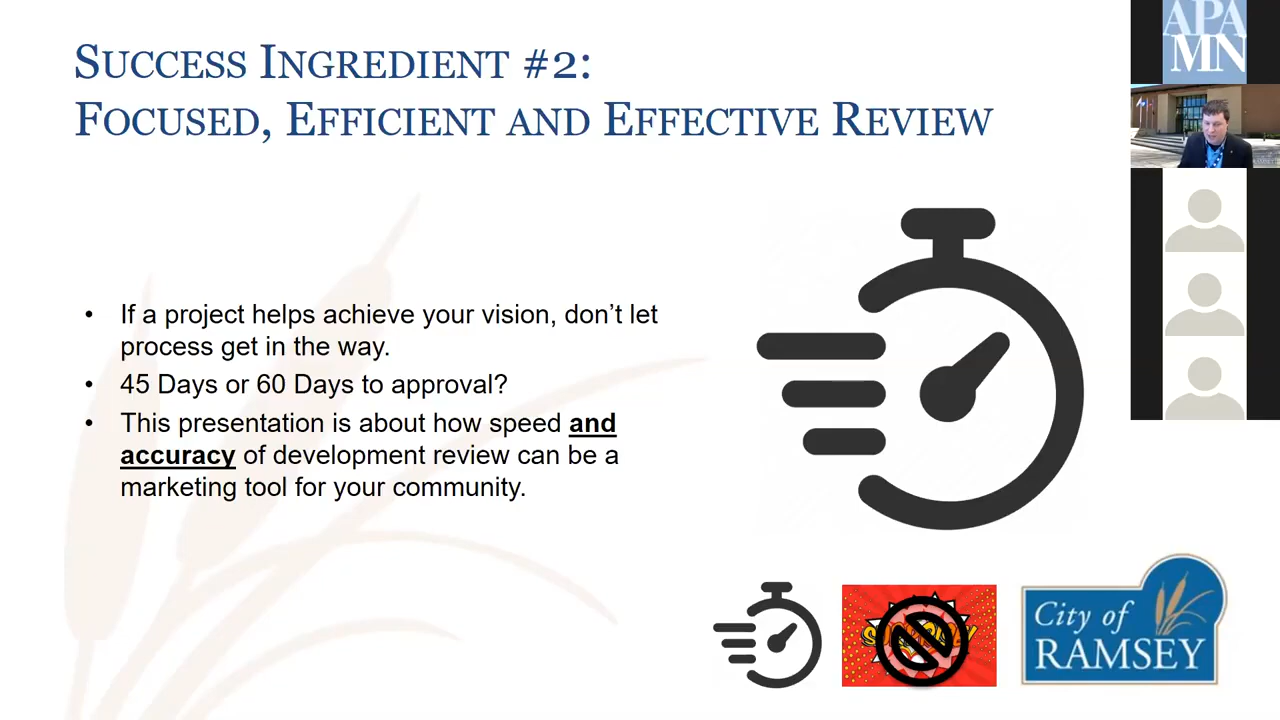 SUCCESS INGREDIENT #2:
FOCUSED, EFFICIENT AND EFFECTIVE REVIEW
• If a project helps achieve your vision, don’t let
process get in the way.
• 45 Days or 60 Days to approval?
• This presentation is about how speed and
accuracy of development review can be a
marketing tool for your community.
City of
RAMSEY
APA
MN